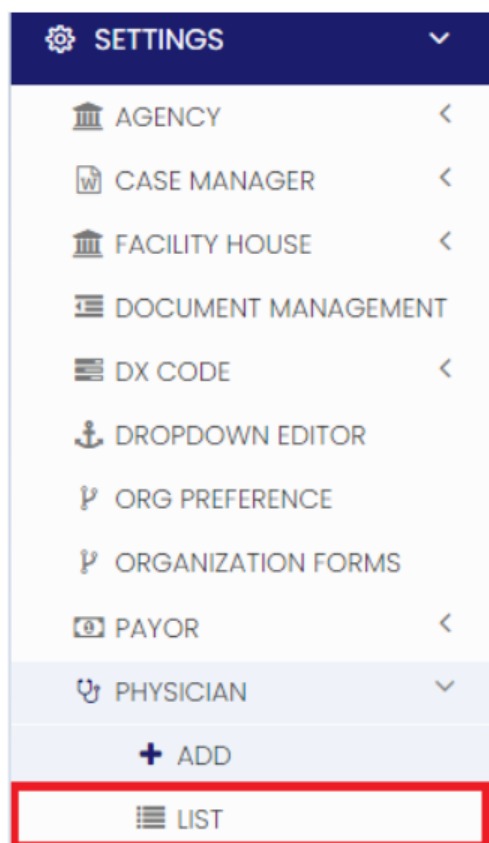 SETTINGS
AGENCY
CASE MANAGER
FACILITY HOUSE
DOCUMENT MANAGEMENT
DX CODE
DROPDOWN EDITOR
ORG PREFERENCE
ORGANIZATION FORMS
PAYOR
PHYSICIAN
ADD
LIST